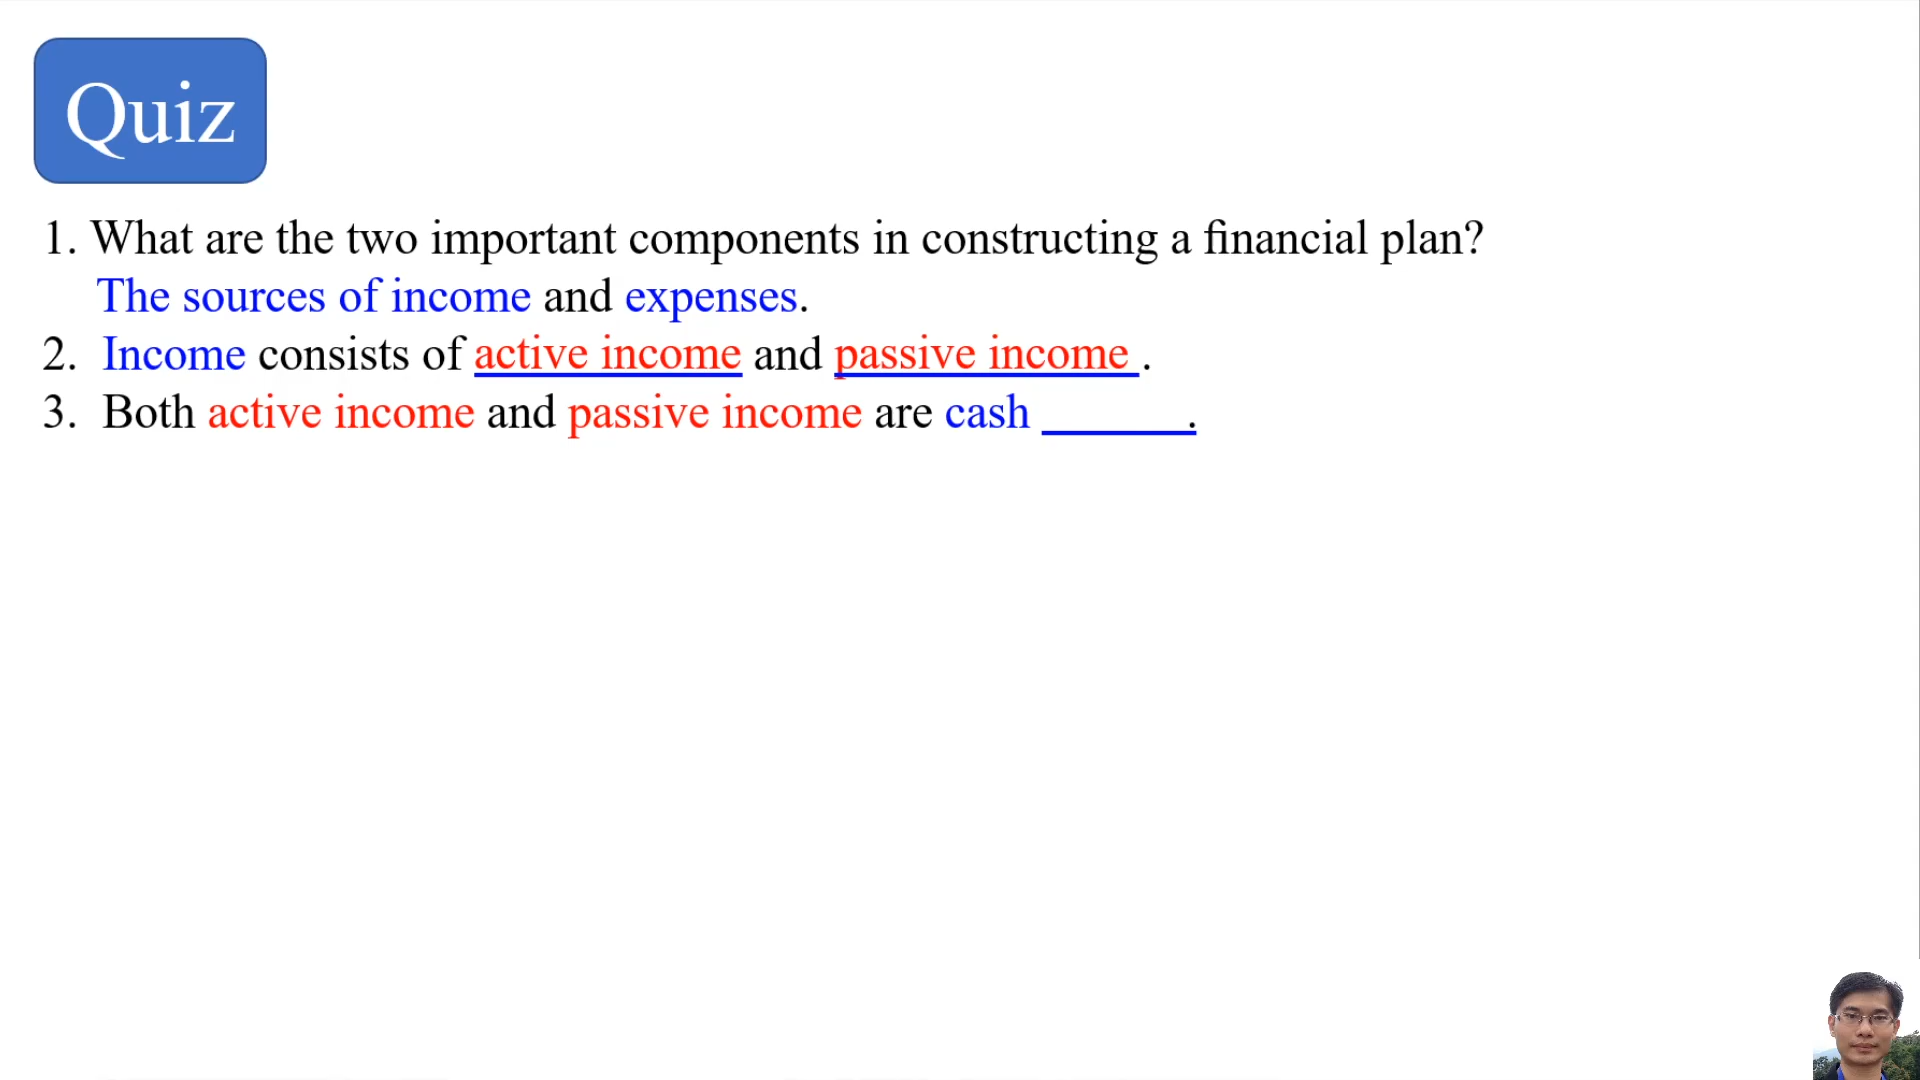 Quiz
1. What are the two important components in constructing a financial plan?
The sources of income and expenses.
2. Income consists of active income and passive income .
3. Both active income and passive income are cash ______.